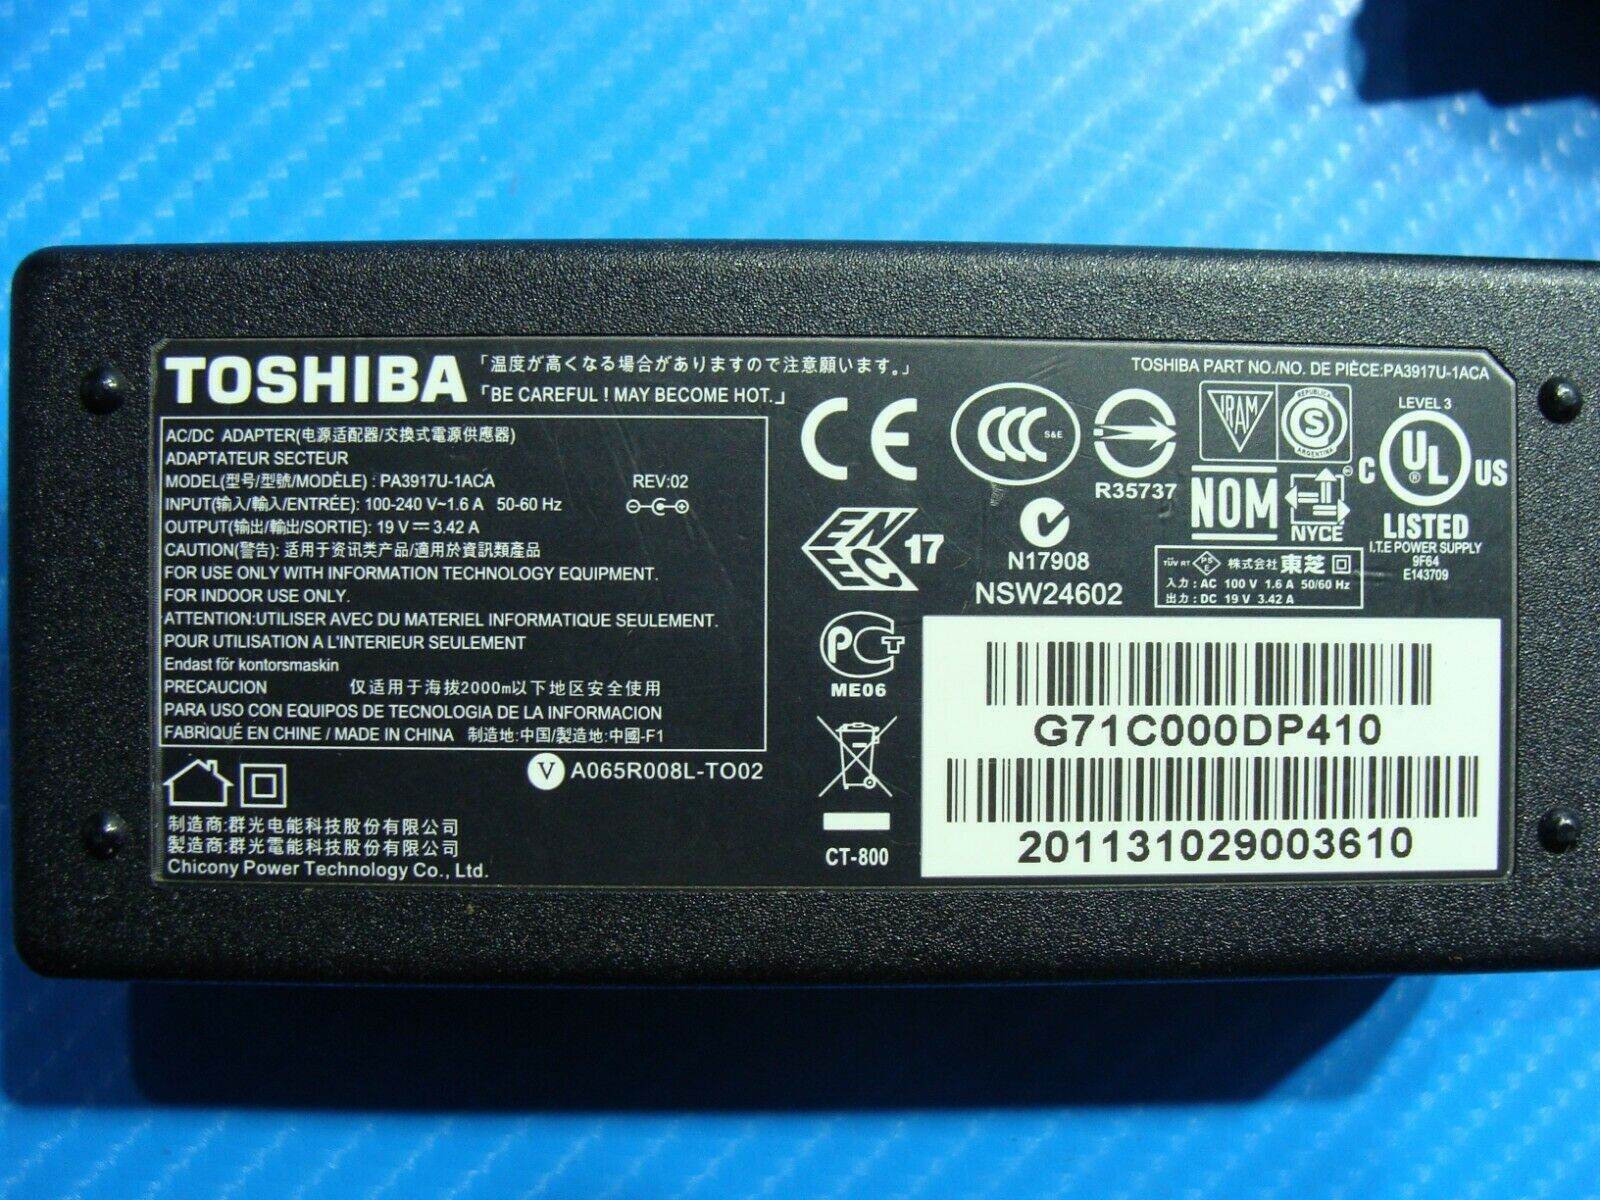 TOSHIBA
「温度が高くなる場合がありますので注意願います。」
「BE CAREFUL ! MAY BECOME HOT.」
TOSHIBA PART NO./NO. DE PIÈCE:PA3917U-1ACA
AC/DC ADAPTER(电源适配器/交換式電源供應器)
ADAPTATEUR SECTEUR
MODEL(型号/型號/MODÈLE) : PA3917U-1ACA REV:02
INPUT(输入/輸入/ENTRÉE): 100-240 V~1.6 A 50-60 Hz
OUTPUT(输出/輸出/SORTIE): 19 V⎓3.42 A
CAUTION(警告): 适用于资讯类产品/適用於資訊類產品
FOR USE ONLY WITH INFORMATION TECHNOLOGY EQUIPMENT.
FOR INDOOR USE ONLY.
ATTENTION:UTILISER AVEC DU MATERIEL INFORMATIQUE SEULEMENT.
POUR UTILISATION A L'INTERIEUR SEULEMENT
Endast för kontorsmaskin
PRECAUCION 仅适用于海拔2000m以下地区安全使用
PARA USO CON EQUIPOS DE TECNOLOGIA DE LA INFORMACION
FABRIQUÉ EN CHINE / MADE IN CHINA 制造地:中国/製造地:中國-F1
V A065R008L-TO02
制造商:群光电能科技股份有限公司
製造商:群光電能科技股份有限公司
Chicony Power Technology Co., Ltd.
CE
CCC S&E
R35737
IRAM
REPUBLICA
S
ARGENTINA
LEVEL 3
C UL US
®
LISTED
I.T.E POWER SUPPLY
9F64
E143709
NOM
NYCE
ENEC 17
N17908
NSW24602
TÜV RT PSE 株式会社 東芝
入力 : AC 100 V 1.6 A 50/60 Hz
出力 : DC 19 V 3.42 A
PCT
ME06
CT-800
G71C000DP410
201131029003610